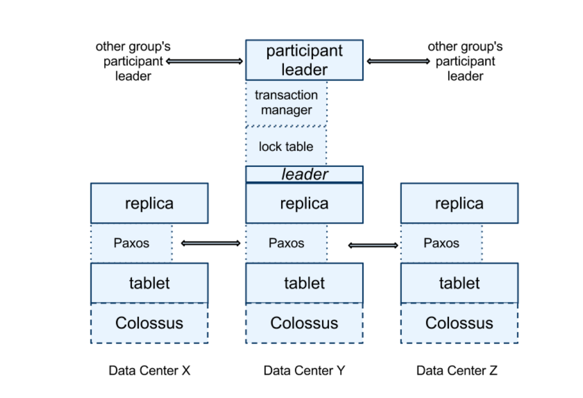 other group's
participant
leader
participant
leader
other group's
participant
leader
transaction
manager
lock table
leader
replica
replica
replica
Paxos
Paxos
Paxos
tablet
tablet
tablet
Colossus
Colossus
Colossus
Data Center X
Data Center Y
Data Center Z